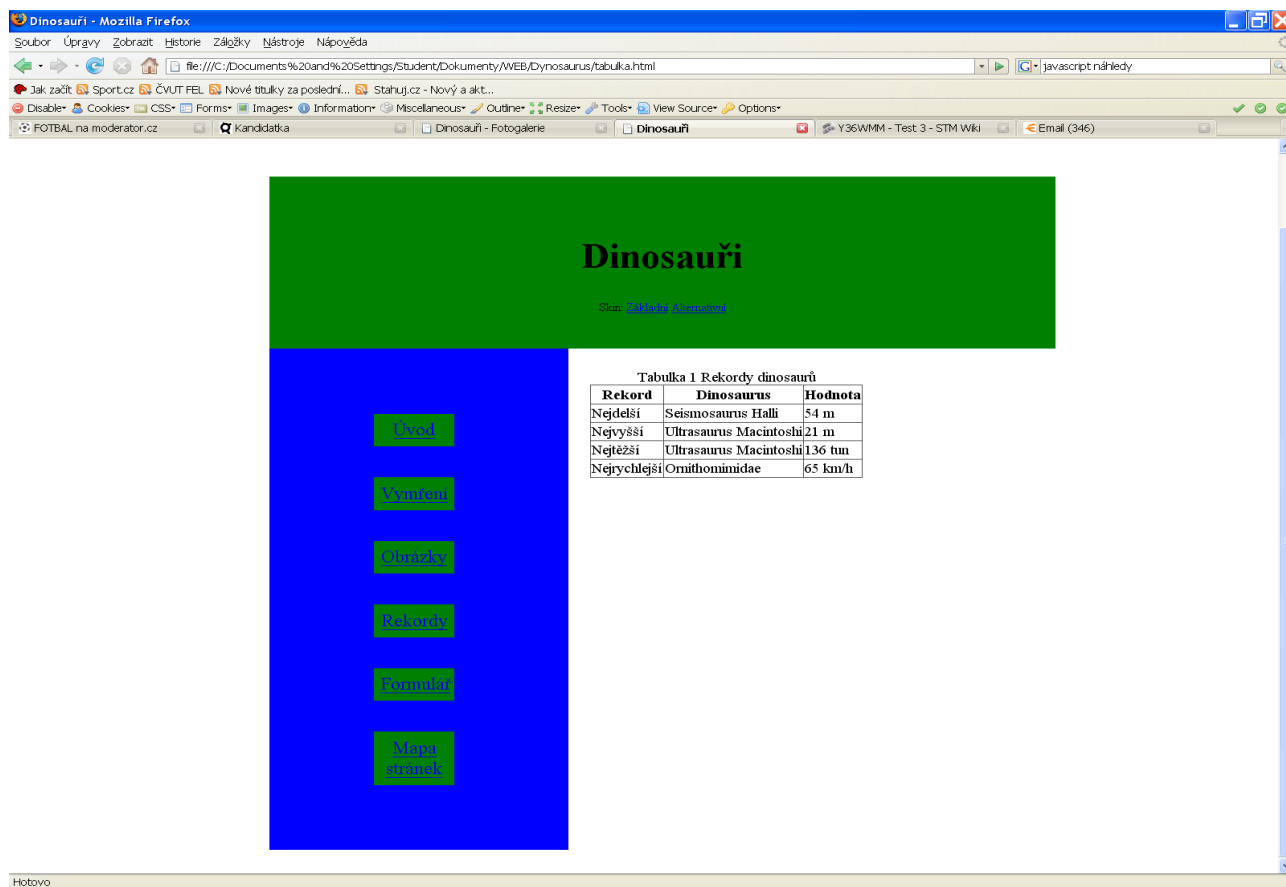 Dinosauři - Mozilla Firefox
Soubor Úpravy Zobrazit Historie Záložky Nástroje Nápověda
file:///C:/Documents%20and%20Settings/Student/Dokumenty/WEB/Dynosaurus/tabulka.html G javascript náhledy
Jak začít Sport.cz ČVUT FEL Nové titulky za poslední... Stahuj.cz - Nový a akt...
Disable Cookies CSS Forms Images Information Miscellaneous Outline Resize Tools View Source Options
FOTBAL na moderator.cz Kandidatka Dinosauři - Fotogalerie Dinosauři Y36WMM - Test 3 - STM Wiki Email (346)
Dinosauři
Skin: Základní Alternativní
Úvod
Vymření
Obrázky
Rekordy
Formulář
Mapa
stránek
Tabulka 1 Rekordy dinosaurů
Rekord Dinosaurus Hodnota
Nejdelší Seismosaurus Halli 54 m
Nejvyšší Ultrasaurus Macintoshi 21 m
Nejtěžší Ultrasaurus Macintoshi 136 tun
Nejrychlejší Ornithomimidae 65 km/h
Hotovo